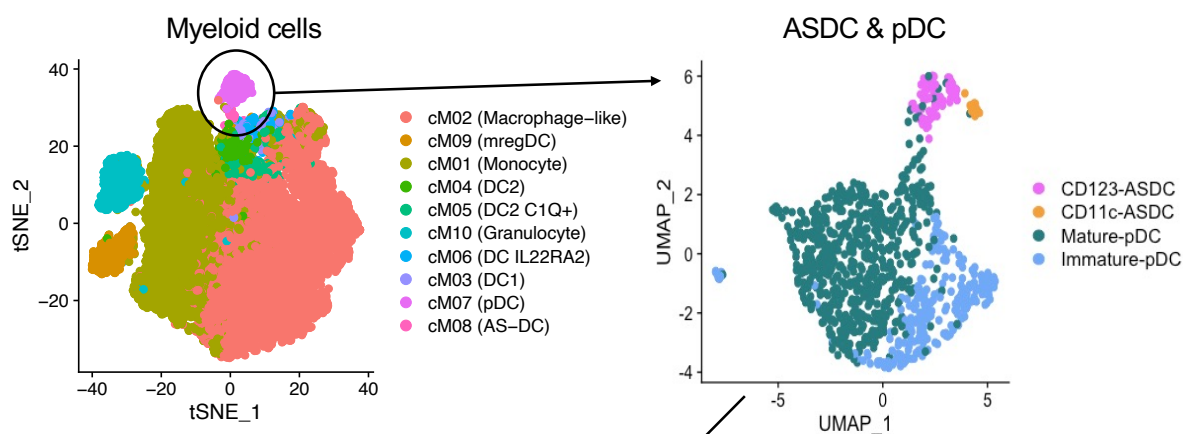 Myeloid cells
40
20
0
−20
tSNE_2
−40
−20
0
20
40
tSNE_1
cM02 (Macrophage−like)
cM09 (mregDC)
cM01 (Monocyte)
cM04 (DC2)
cM05 (DC2 C1Q+)
cM10 (Granulocyte)
cM06 (DC IL22RA2)
cM03 (DC1)
cM07 (pDC)
cM08 (AS−DC)
ASDC & pDC
6
4
2
0
-2
-4
UMAP_2
-5
0
5
UMAP_1
CD123-ASDC
CD11c-ASDC
Mature-pDC
Immature-pDC